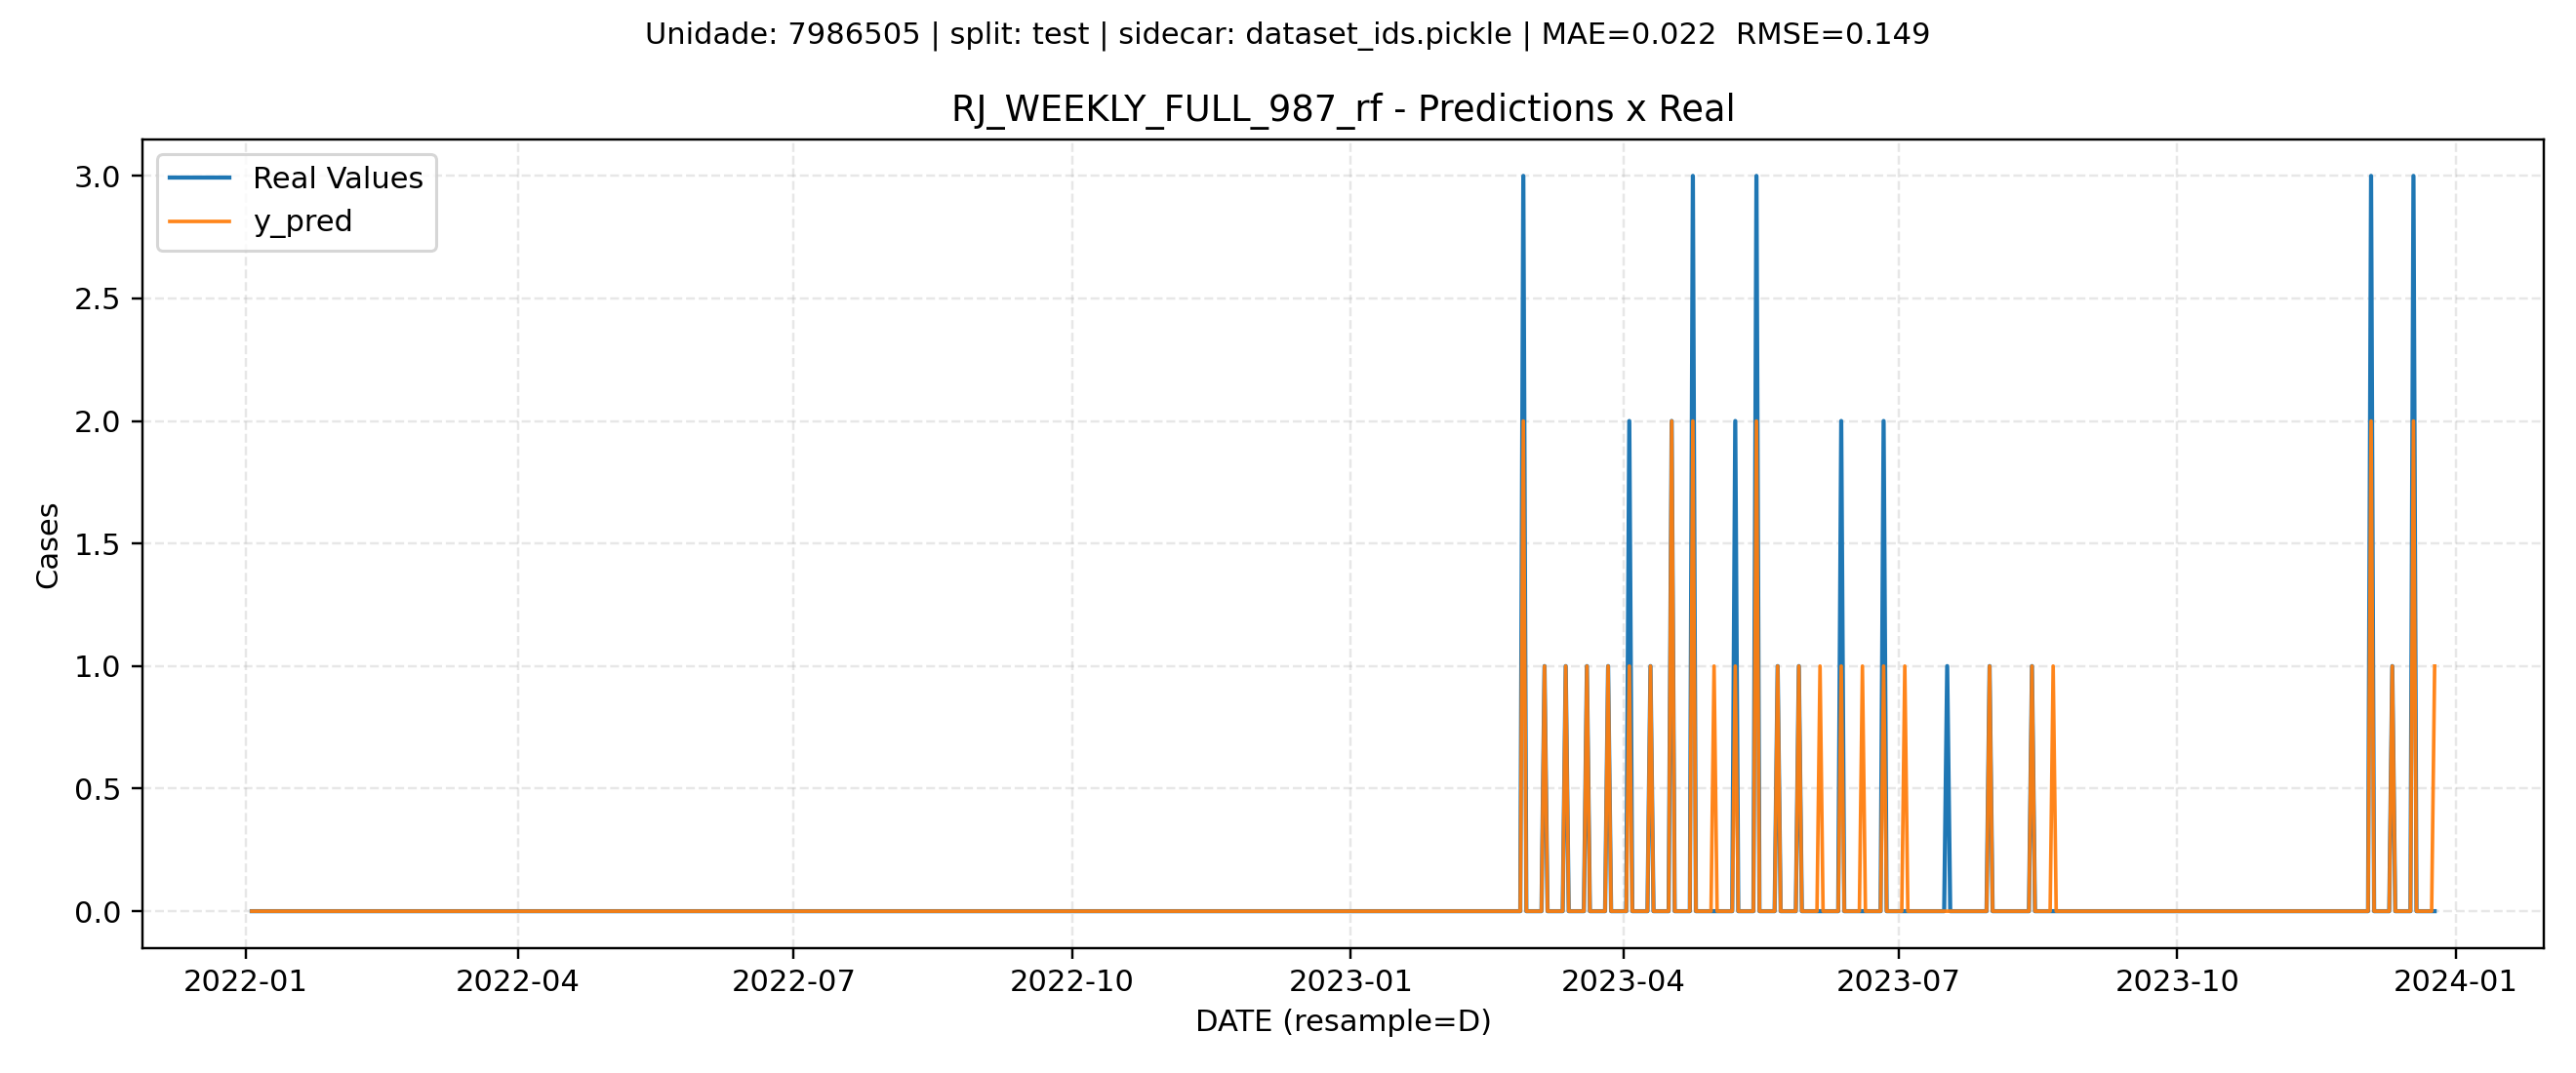 Unidade: 7986505 | split: test | sidecar: dataset_ids.pickle | MAE=0.022  RMSE=0.149
RJ_WEEKLY_FULL_987_rf - Predictions x Real
Real Values
y_pred
Cases
3.0
2.5
2.0
1.5
1.0
0.5
0.0
2022-01 2022-04 2022-07 2022-10 2023-01 2023-04 2023-07 2023-10 2024-01
DATE (resample=D)